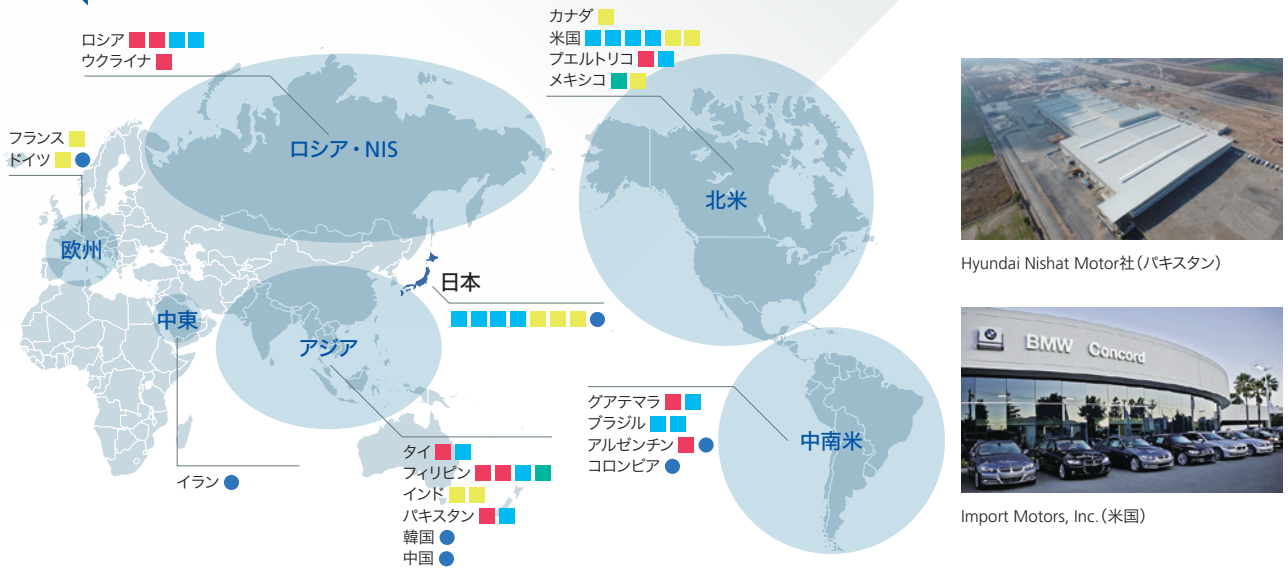 ロシア
ウクライナ
フランス
ドイツ
ロシア・NIS
欧州
中東
イラン
アジア
日本
タイ
フィリピン
インド
パキスタン
韓国
中国
カナダ
米国
プエルトリコ
メキシコ
北米
グアテマラ
ブラジル
アルゼンチン
コロンビア
中南米
Hyundai Nishat Motor社(パキスタン)
BMW Concord
Import Motors, Inc.(米国)